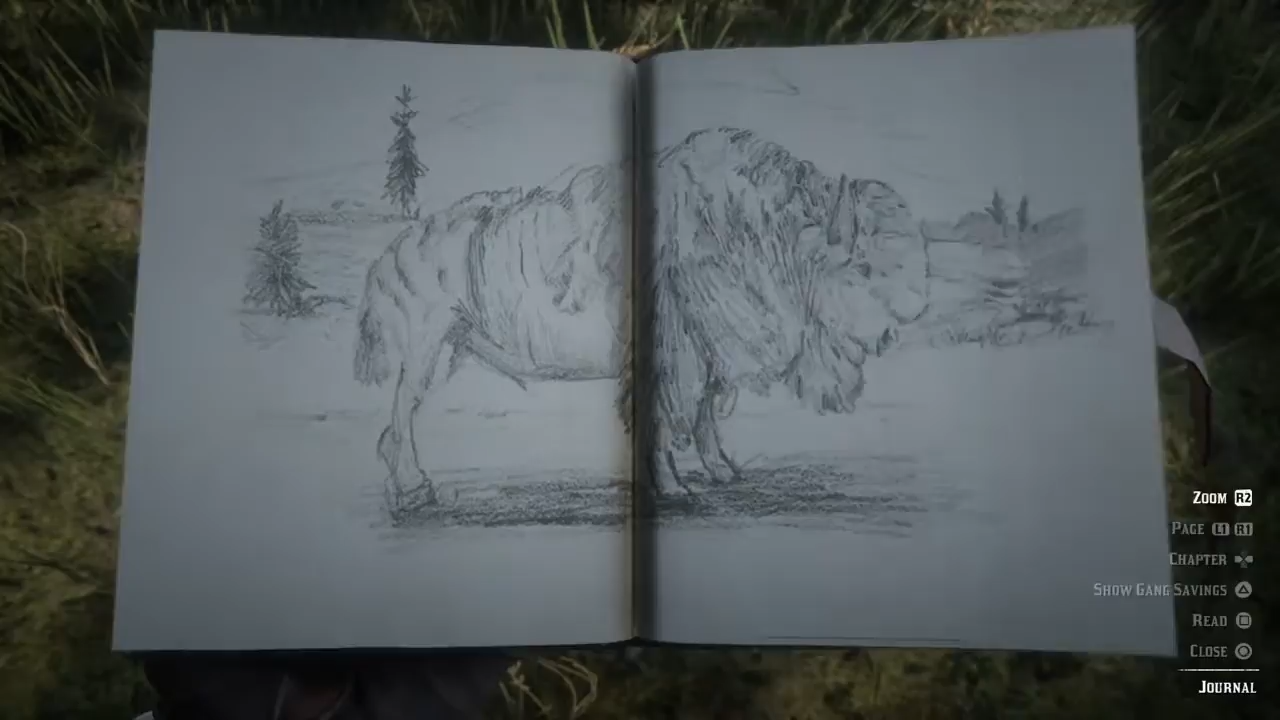 ZOOM R2
PAGE L1 R1
CHAPTER
SHOW GANG SAVINGS
READ
CLOSE
JOURNAL